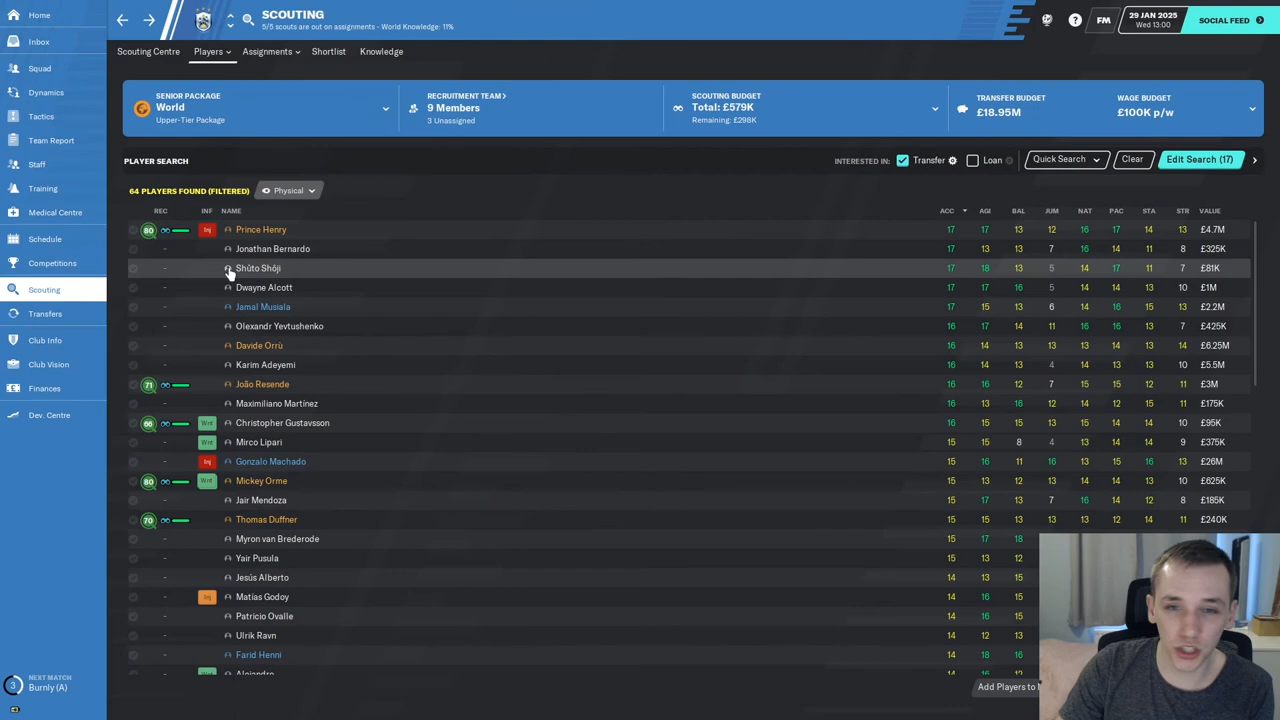 Home
Inbox
Squad
Dynamics
Tactics
Team Report
Staff
Training
Medical Centre
Schedule
Competitions
Scouting
Transfers
Club Info
Club Vision
Finances
Dev. Centre
NEXT MATCH
3 Burnly (A)
SCOUTING
5/5 scouts are out on assignments - World Knowledge: 11%
FM
29 JAN 2025
Wed 13:00
SOCIAL FEED
Scouting Centre Players Assignments Shortlist Knowledge
SENIOR PACKAGE
World
Upper-Tier Package
RECRUITMENT TEAM
9 Members
3 Unassigned
SCOUTING BUDGET
Total: £579K
Remaining: £298K
TRANSFER BUDGET
£18.95M
WAGE BUDGET
£100K p/w
PLAYER SEARCH
INTERESTED IN: Transfer Loan Quick Search Clear Edit Search (17)
64 PLAYERS FOUND (FILTERED) Physical
REC INF NAME ACC AGI BAL JUM NAT PAC STA STR VALUE
80 Inj Prince Henry 17 17 13 12 16 17 14 13 £4.7M
- Jonathan Bernardo 17 13 13 7 16 14 11 8 £325K
- Shūto Shōji 17 18 13 5 14 17 11 7 £81K
- Dwayne Alcott 17 17 16 5 14 14 13 10 £1M
- Jamal Musiala 17 15 13 6 14 16 15 13 £2.2M
- Olexandr Yevtushenko 16 17 14 11 16 16 13 7 £425K
- Davide Orrù 16 14 13 13 14 13 13 14 £6.25M
- Karim Adeyemi 16 14 13 4 14 13 13 10 £5.5M
71 João Resende 16 16 12 7 15 15 12 11 £3M
- Maximiliano Martínez 16 13 16 12 14 12 15 11 £175K
66 Wnt Christopher Gustavsson 16 15 15 13 15 14 13 8 £95K
- Wnt Mirco Lipari 15 15 8 4 13 14 14 9 £375K
- Inj Gonzalo Machado 15 16 11 16 13 15 16 13 £26M
80 Wnt Mickey Orme 15 13 12 13 14 14 13 10 £625K
- Jair Mendoza 15 17 13 7 16 14 12 8 £185K
70 Thomas Duffner 15 15 13 13 13 12 14 11 £240K
- Myron van Brederode 15 17 18
- Yair Pusula 15 13 12
- Jesús Alberto 14 13 15
- Inj Matías Godoy 14 16 15
- Patricio Ovalle 14 16 15
- Ulrik Ravn 14 12 13
- Farid Henni 14 18 16
Alejandro 14 16 12
Add Players to